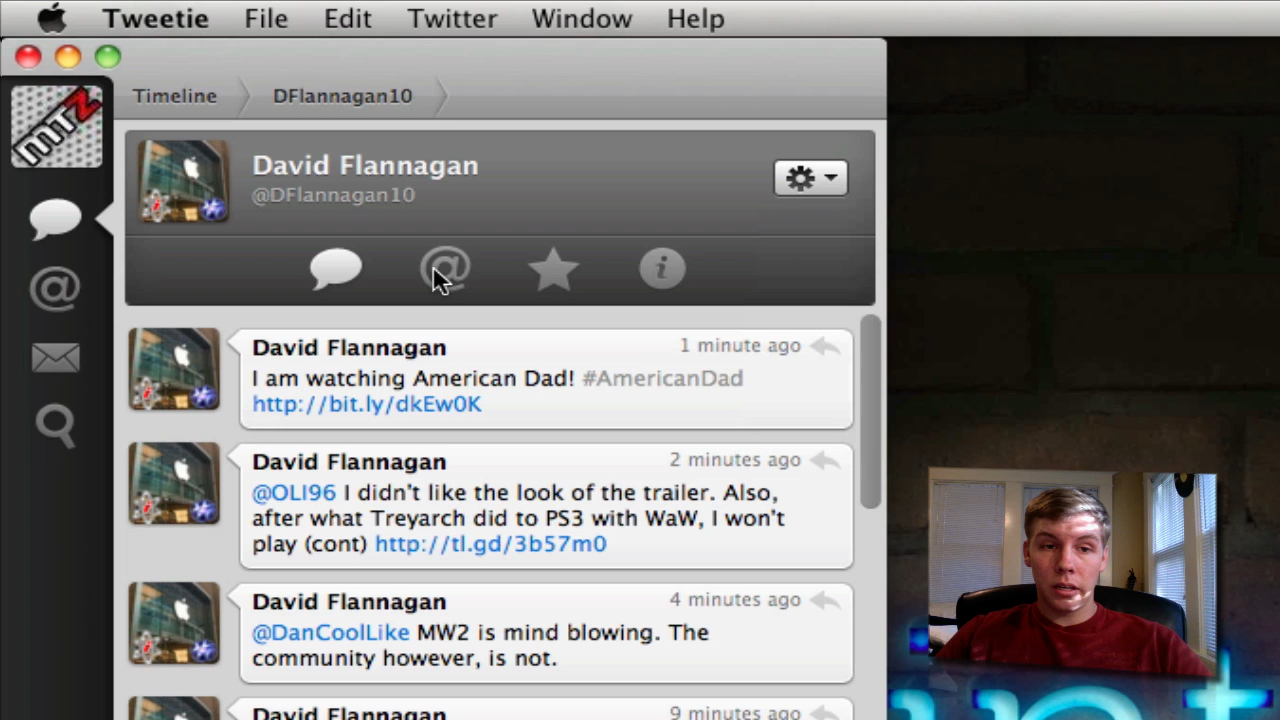 Tweetie File Edit Twitter Window Help
Timeline DFlannagan10
MTZ
David Flannagan
@DFlannagan10
David Flannagan 1 minute ago
I am watching American Dad! #AmericanDad
http://bit.ly/dkEw0K
David Flannagan 2 minutes ago
@OLI96 I didn't like the look of the trailer. Also,
after what Treyarch did to PS3 with WaW, I won't
play (cont) http://tl.gd/3b57m0
David Flannagan 4 minutes ago
@DanCoolLike MW2 is mind blowing. The
community however, is not.
David Flannagan 9 minutes ago